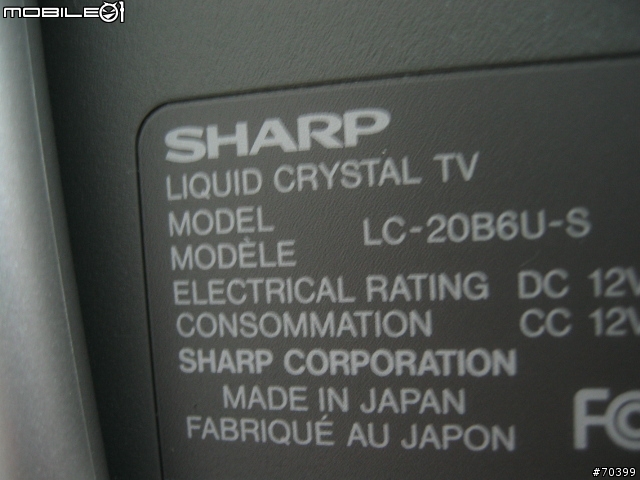 MOBILE01
SHARP
LIQUID CRYSTAL TV
MODEL
MODÈLE LC-20B6U-S
ELECTRICAL RATING DC 12V
CONSOMMATION CC 12V
SHARP CORPORATION
MADE IN JAPAN
FABRIQUÉ AU JAPON
FC
#70399